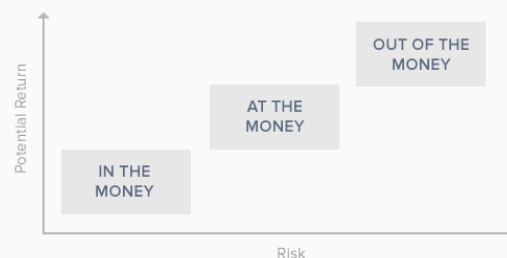 OUT OF THE
MONEY
AT THE
MONEY
IN THE
MONEY
Potential Return
Risk